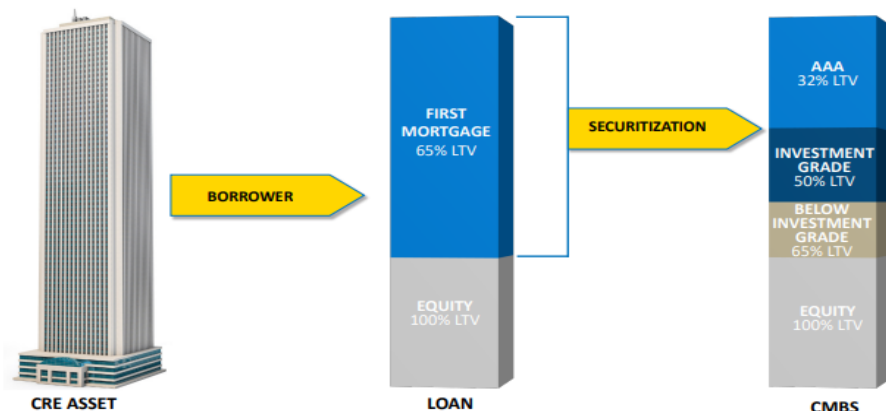 BORROWER
CRE ASSET
FIRST
MORTGAGE
65% LTV
EQUITY
100% LTV
LOAN
SECURITIZATION
AAA
32% LTV
INVESTMENT
GRADE
50% LTV
BELOW
INVESTMENT
GRADE
65% LTV
EQUITY
100% LTV
CMBS